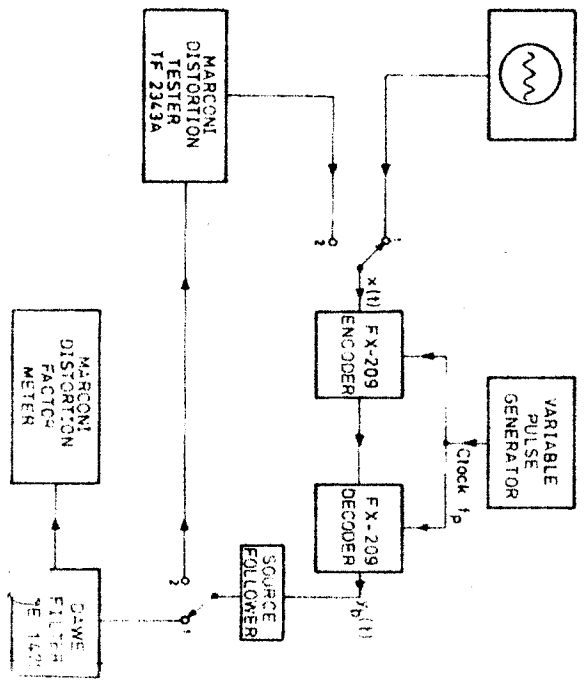 VARIABLE
PULSE
GENERATOR
Clock fp
1
2
x(t)
FX-209
ENCODER
FX-209
DECODER
MARCONI
DISTORTION
TESTER
TF 2343A
SOURCE
FOLLOWER
2
1
MARCONI
DISTORTION
FACTOR
METER
DAWE
FILTER